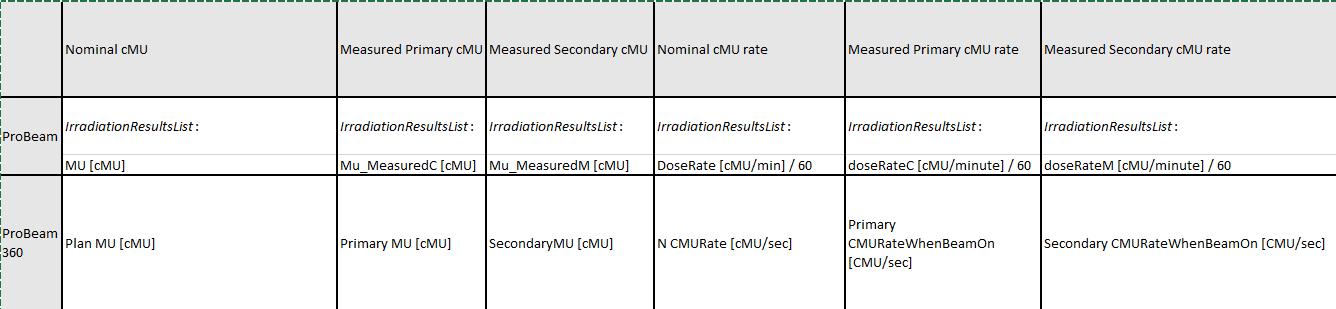 Nominal cMU
Measured Primary cMU
Measured Secondary cMU
Nominal cMU rate
Measured Primary cMU rate
Measured Secondary cMU rate
ProBeam
IrradiationResultsList:
IrradiationResultsList:
IrradiationResultsList:
IrradiationResultsList:
IrradiationResultsList:
IrradiationResultsList:
MU [cMU]
Mu_MeasuredC [cMU]
Mu_MeasuredM [cMU]
DoseRate [cMU/min] / 60
doseRateC [cMU/minute] / 60
doseRateM [cMU/minute] / 60
ProBeam
360
Plan MU [cMU]
Primary MU [cMU]
SecondaryMU [cMU]
N CMURate [cMU/sec]
Primary
CMURateWhenBeamOn
[CMU/sec]
Secondary CMURateWhenBeamOn [CMU/sec]